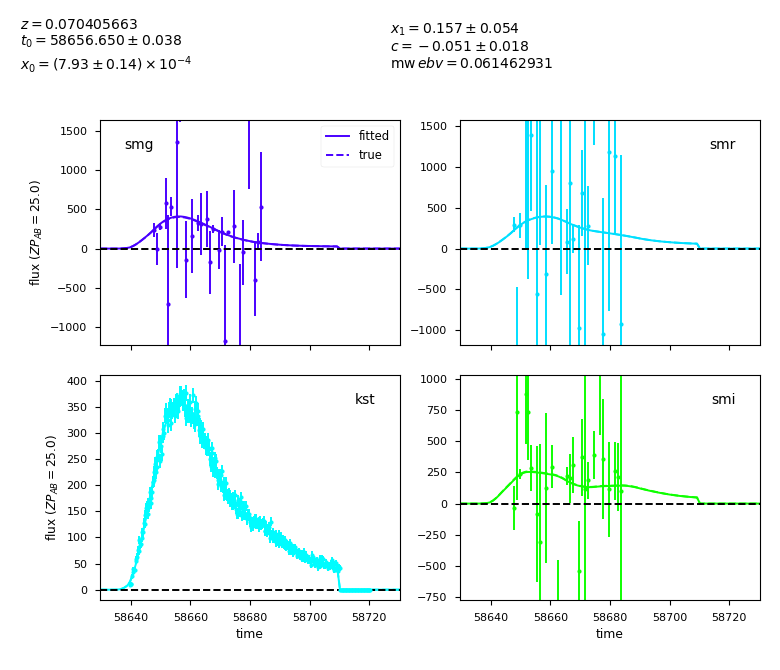 z = 0.070405663
t0 = 58656.650 ± 0.038
x0 = (7.93 ± 0.14) × 10^−4
x1 = 0.157 ± 0.054
c = −0.051 ± 0.018
mw ebv = 0.061462931
smg
fitted
true
1500
1000
500
0
−500
−1000
flux (ZP_AB = 25.0)
smr
1500
1000
500
0
−500
−1000
kst
400
350
300
250
200
150
100
50
0
flux (ZP_AB = 25.0)
58640 58660 58680 58700 58720
time
smi
1000
750
500
250
0
−250
−500
−750
58640 58660 58680 58700 58720
time